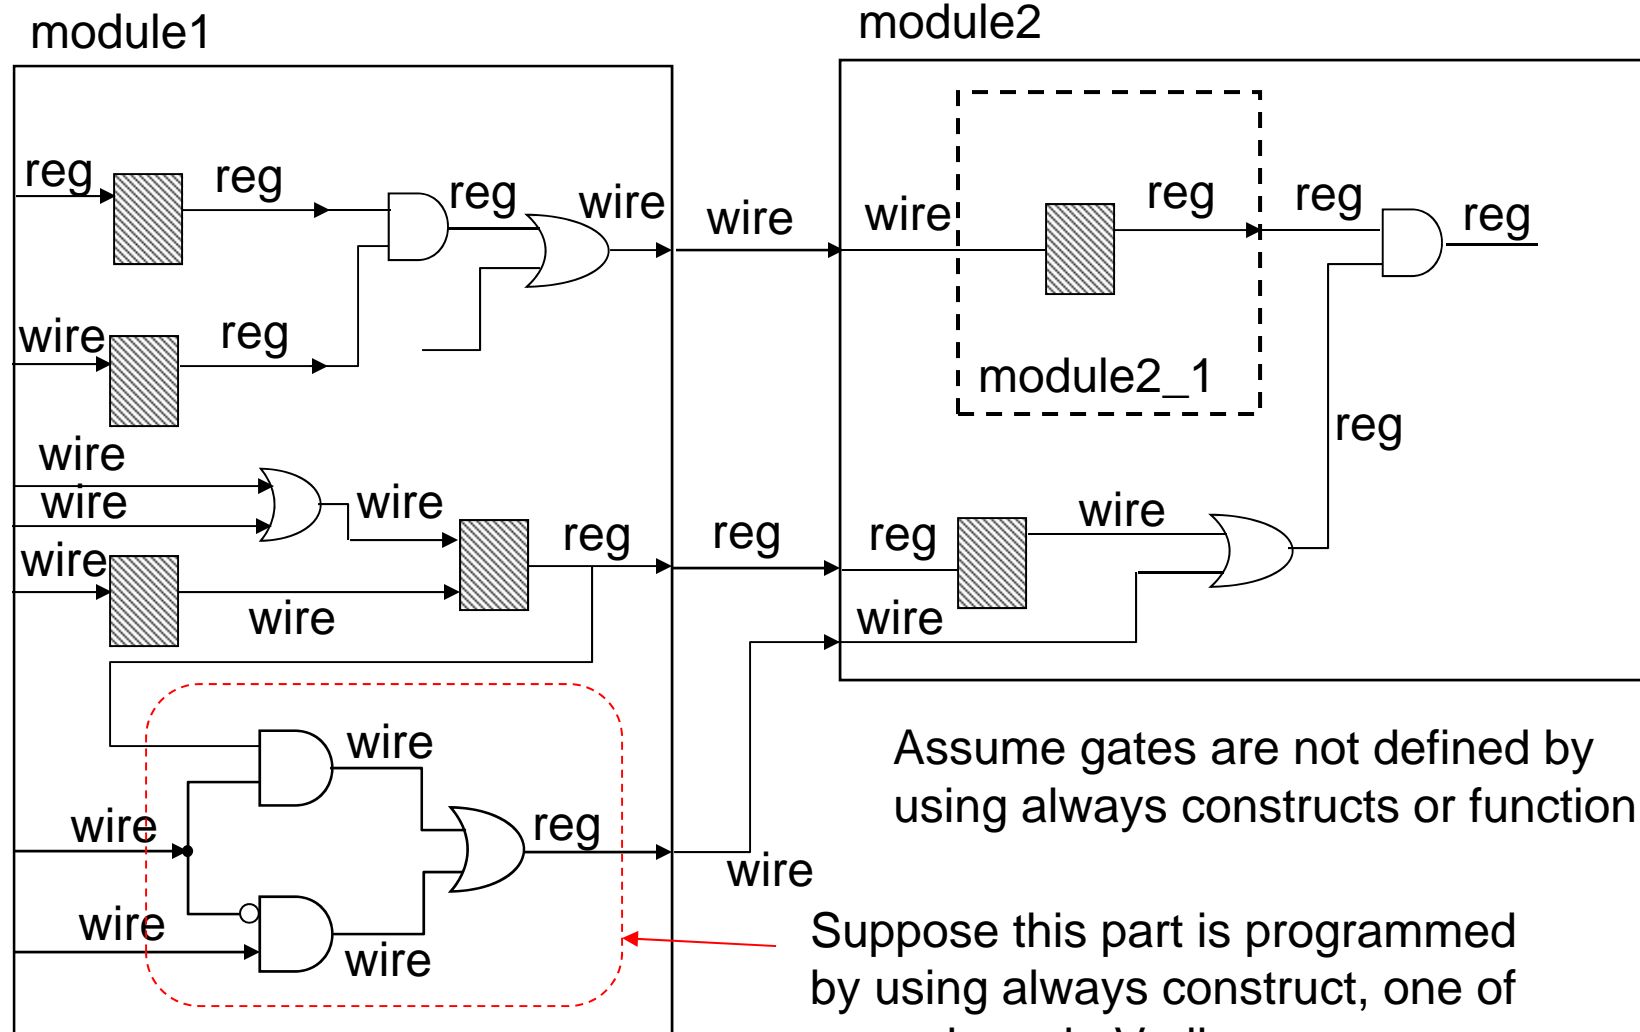 module1
module2
reg
reg
reg
wire
wire
wire
reg
reg
reg
wire
reg
module2_1
reg
wire
wire
wire
wire
reg
reg
reg
wire
wire
wire
wire
wire
reg
wire
wire
wire
wire
Assume gates are not defined by
using always constructs or function
Suppose this part is programmed
by using always construct, one of